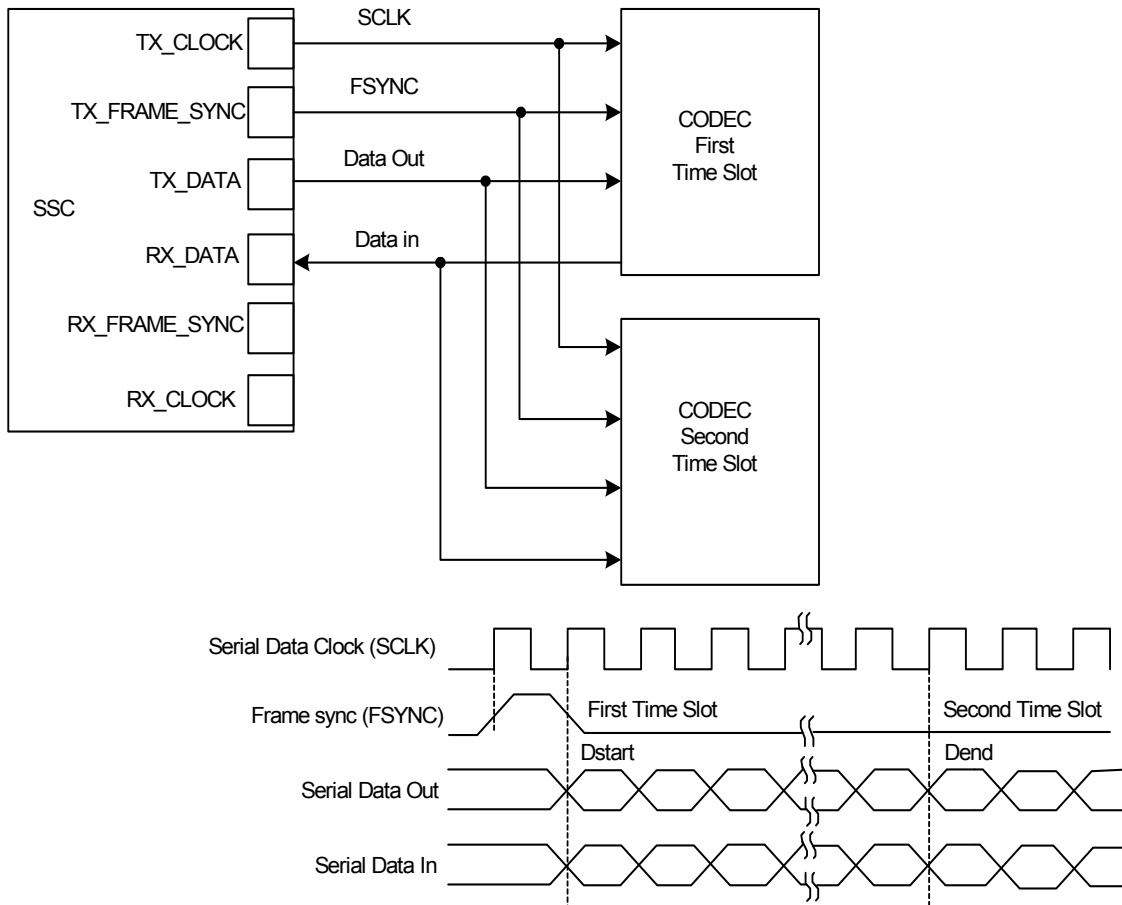 SCLK
TX_CLOCK
FSYNC
TX_FRAME_SYNC
CODEC
First
Time Slot
Data Out
TX_DATA
SSC
Data in
RX_DATA
RX_FRAME_SYNC
RX_CLOCK
CODEC
Second
Time Slot
Serial Data Clock (SCLK)
Frame sync (FSYNC)
First Time Slot
Second Time Slot
Dstart
Dend
Serial Data Out
Serial Data In